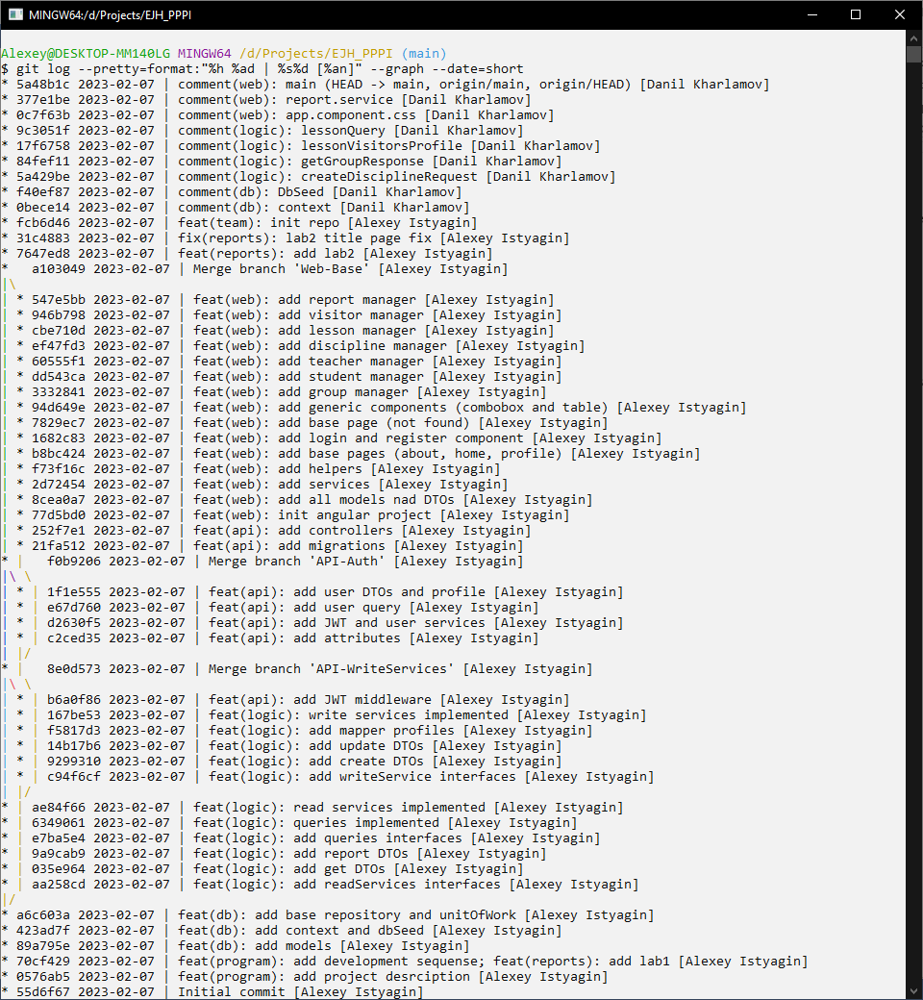 MINGW64:/d/Projects/EJH_PPPI
Alexey@DESKTOP-MM140LG MINGW64 /d/Projects/EJH_PPPI (main)
$ git log --pretty=format:"%h %ad | %s%d [%an]" --graph --date=short
* 5a48b1c 2023-02-07 | comment(web): main (HEAD -> main, origin/main, origin/HEAD) [Danil Kharlamov]
* 377e1be 2023-02-07 | comment(web): report.service [Danil Kharlamov]
* 0c7f63b 2023-02-07 | comment(web): app.component.css [Danil Kharlamov]
* 9c3051f 2023-02-07 | comment(logic): lessonQuery [Danil Kharlamov]
* 17f6758 2023-02-07 | comment(logic): lessonVisitorsProfile [Danil Kharlamov]
* 84fef11 2023-02-07 | comment(logic): getGroupResponse [Danil Kharlamov]
* 5a429be 2023-02-07 | comment(logic): createDisciplineRequest [Danil Kharlamov]
* f40ef87 2023-02-07 | comment(db): DbSeed [Danil Kharlamov]
* 0bece14 2023-02-07 | comment(db): context [Danil Kharlamov]
* fcb6d46 2023-02-07 | feat(team): init repo [Alexey Istyagin]
* 31c4883 2023-02-07 | fix(reports): lab2 title page fix [Alexey Istyagin]
* 7647ed8 2023-02-07 | feat(reports): add lab2 [Alexey Istyagin]
*   a103049 2023-02-07 | Merge branch 'Web-Base' [Alexey Istyagin]
|\
| * 547e5bb 2023-02-07 | feat(web): add report manager [Alexey Istyagin]
| * 946b798 2023-02-07 | feat(web): add visitor manager [Alexey Istyagin]
| * cbe710d 2023-02-07 | feat(web): add lesson manager [Alexey Istyagin]
| * ef47fd3 2023-02-07 | feat(web): add discipline manager [Alexey Istyagin]
| * 60555f1 2023-02-07 | feat(web): add teacher manager [Alexey Istyagin]
| * dd543ca 2023-02-07 | feat(web): add student manager [Alexey Istyagin]
| * 3332841 2023-02-07 | feat(web): add group manager [Alexey Istyagin]
| * 94d649e 2023-02-07 | feat(web): add generic components (combobox and table) [Alexey Istyagin]
| * 7829ec7 2023-02-07 | feat(web): add base page (not found) [Alexey Istyagin]
| * 1682c83 2023-02-07 | feat(web): add login and register component [Alexey Istyagin]
| * b8bc424 2023-02-07 | feat(web): add base pages (about, home, profile) [Alexey Istyagin]
| * f73f16c 2023-02-07 | feat(web): add helpers [Alexey Istyagin]
| * 2d72454 2023-02-07 | feat(web): add services [Alexey Istyagin]
| * 8cea0a7 2023-02-07 | feat(web): add all models nad DTOs [Alexey Istyagin]
| * 77d5bd0 2023-02-07 | feat(web): init angular project [Alexey Istyagin]
| * 252f7e1 2023-02-07 | feat(api): add controllers [Alexey Istyagin]
| * 21fa512 2023-02-07 | feat(api): add migrations [Alexey Istyagin]
* |   f0b9206 2023-02-07 | Merge branch 'API-Auth' [Alexey Istyagin]
|\ \
| * | 1f1e555 2023-02-07 | feat(api): add user DTOs and profile [Alexey Istyagin]
| * | e67d760 2023-02-07 | feat(api): add user query [Alexey Istyagin]
| * | d2630f5 2023-02-07 | feat(api): add JWT and user services [Alexey Istyagin]
| * | c2ced35 2023-02-07 | feat(api): add attributes [Alexey Istyagin]
| |/
* |   8e0d573 2023-02-07 | Merge branch 'API-WriteServices' [Alexey Istyagin]
|\ \
| * | b6a0f86 2023-02-07 | feat(api): add JWT middleware [Alexey Istyagin]
| * | 167be53 2023-02-07 | feat(logic): write services implemented [Alexey Istyagin]
| * | f5817d3 2023-02-07 | feat(logic): add mapper profiles [Alexey Istyagin]
| * | 14b17b6 2023-02-07 | feat(logic): add update DTOs [Alexey Istyagin]
| * | 9299310 2023-02-07 | feat(logic): add create DTOs [Alexey Istyagin]
| * | c94f6cf 2023-02-07 | feat(logic): add writeService interfaces [Alexey Istyagin]
| |/
* | ae84f66 2023-02-07 | feat(logic): read services implemented [Alexey Istyagin]
* | 6349061 2023-02-07 | feat(logic): queries implemented [Alexey Istyagin]
* | e7ba5e4 2023-02-07 | feat(logic): add queries interfaces [Alexey Istyagin]
* | 9a9cab9 2023-02-07 | feat(logic): add report DTOs [Alexey Istyagin]
* | 035e964 2023-02-07 | feat(logic): add get DTOs [Alexey Istyagin]
* | aa258cd 2023-02-07 | feat(logic): add readServices interfaces [Alexey Istyagin]
|/
* a6c603a 2023-02-07 | feat(db): add base repository and unitOfWork [Alexey Istyagin]
* 423ad7f 2023-02-07 | feat(db): add context and dbSeed [Alexey Istyagin]
* 89a795e 2023-02-07 | feat(db): add models [Alexey Istyagin]
* 70cf429 2023-02-07 | feat(program): add development sequense; feat(reports): add lab1 [Alexey Istyagin]
* 0576ab5 2023-02-07 | feat(program): add project desrciption [Alexey Istyagin]
* 55d6f67 2023-02-07 | Initial commit [Alexey Istyagin]